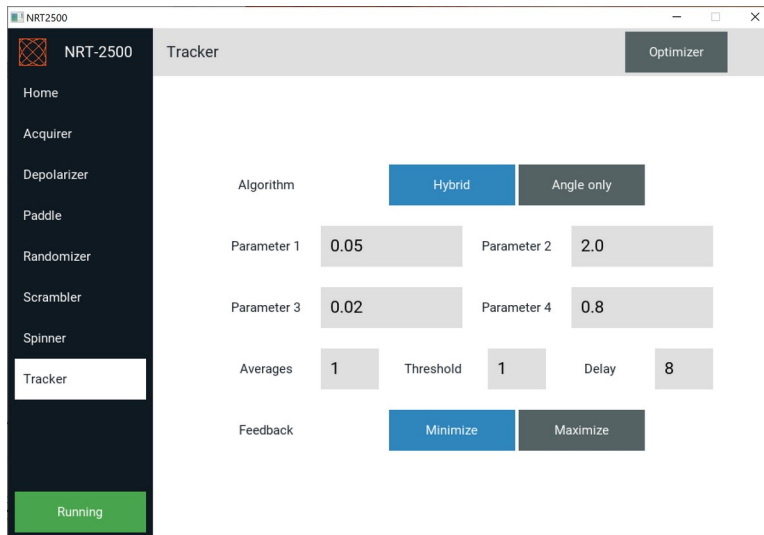 NRT2500
NRT-2500
Tracker
Optimizer
Home
Acquirer
Depolarizer
Paddle
Randomizer
Scrambler
Spinner
Tracker
Running
Algorithm Hybrid Angle only
Parameter 1 0.05 Parameter 2 2.0
Parameter 3 0.02 Parameter 4 0.8
Averages 1 Threshold 1 Delay 8
Feedback Minimize Maximize